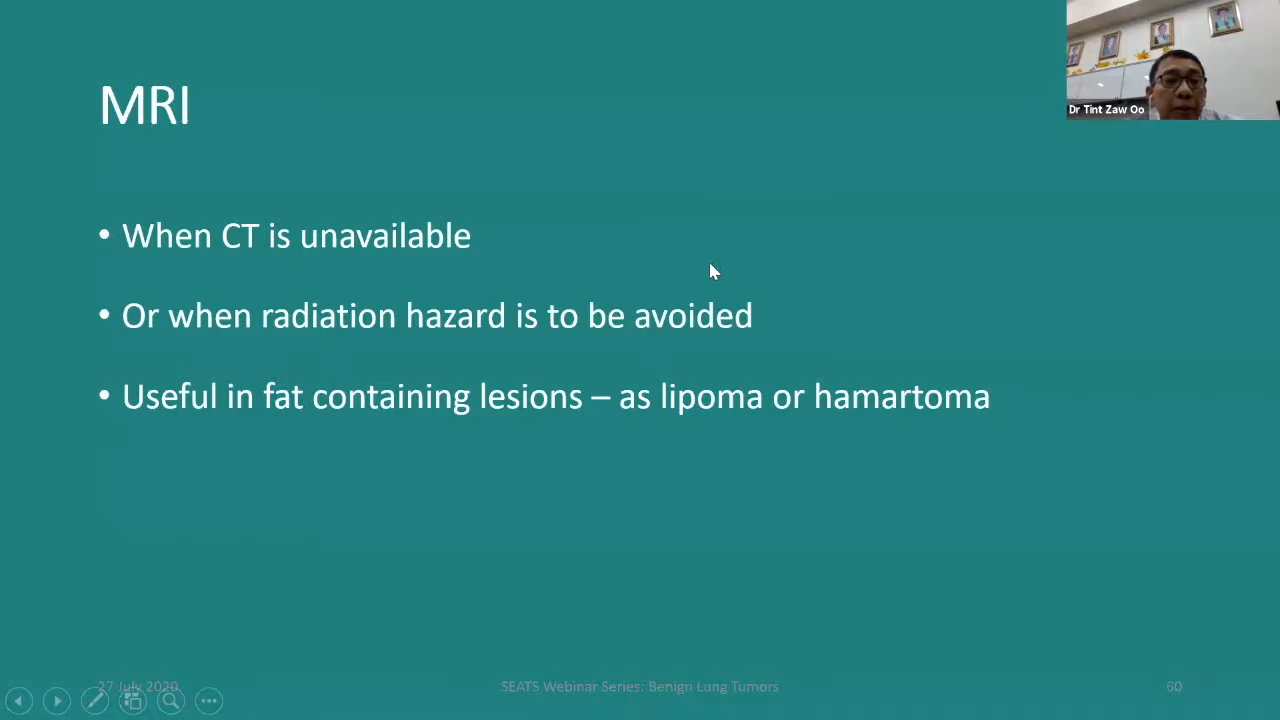 MRI
Dr Tint Zaw Oo
• When CT is unavailable
• Or when radiation hazard is to be avoided
• Useful in fat containing lesions – as lipoma or hamartoma
27 July 2020
SEATS Webinar Series: Benign Lung Tumors
60